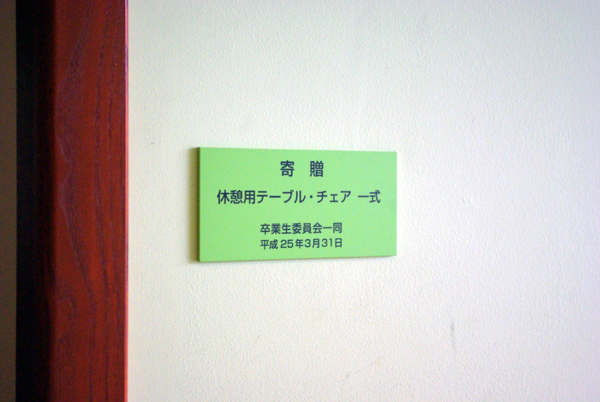 寄 贈
休憩用テーブル・チェア 一式
卒業生委員会一同
平成25年3月31日